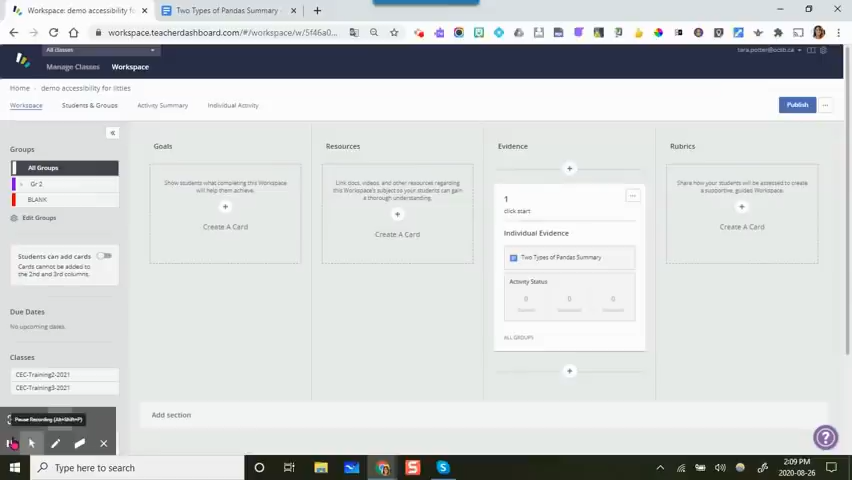 Workspace: demo accessibility for
Two Types of Pandas Summary -
workspace.teacherdashboard.com/#/workspace/w/5f46a0...
All classes
tara.potter@ocsb.ca
Manage Classes
Workspace
Home
demo accessibility for litties
Workspace
Students & Groups
Activity Summary
Individual Activity
Publish
Groups
All Groups
Gr 2
BLANK
Edit Groups
Students can add cards
Cards cannot be added to
the 2nd and 3rd columns.
Due Dates
No upcoming dates.
Classes
CEC-Training2-2021
CEC-Training3-2021
Goals
Show students what completing this Workspace
will help them achieve.
Create A Card
Resources
Link docs, videos, and other resources regarding
this Workspace's subject to your students can
gain a thorough understanding.
Create A Card
Evidence
1
click start
Individual Evidence
Two Types of Pandas Summary
Activity Status
0 0 0
ALL GROUPS
Rubrics
Share how your students will be assessed to create
a supportive, guided Workspace.
Create A Card
Add section
Pause Recording (Alt+Shift+P)
Type here to search
2:09 PM
2020-08-26